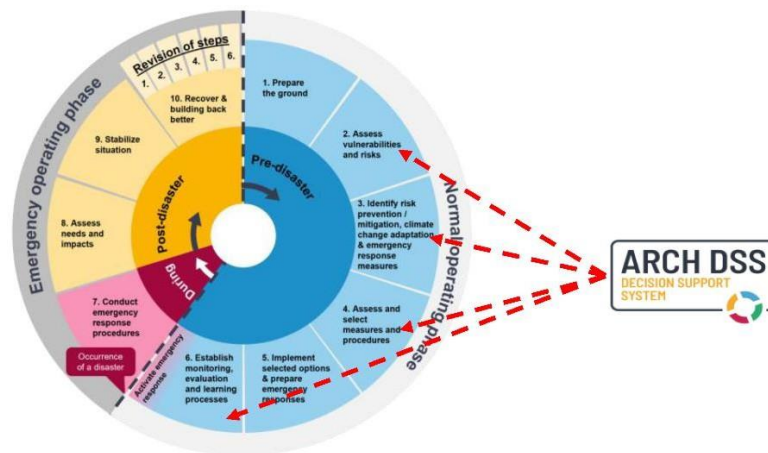 Emergency operating phase
Normal operating phase
Revision of steps
1. 2. 3. 4. 5. 6.
Pre-disaster
During
Post-disaster
1. Prepare
the ground
2. Assess
vulnerabilities
and risks
3. Identify risk
prevention /
mitigation, climate
change adaptation
& emergency
response
measures
4. Assess and
select
measures and
procedures
5. Implement
selected options
& prepare
emergency
responses
6. Establish
monitoring,
evaluation
and learning
processes
Activate emergency
response
Occurrence
of a disaster
7. Conduct
emergency
response
procedures
8. Assess
needs and
impacts
9. Stabilize
situation
10. Recover &
building back
better
ARCH DSS
DECISION SUPPORT
SYSTEM